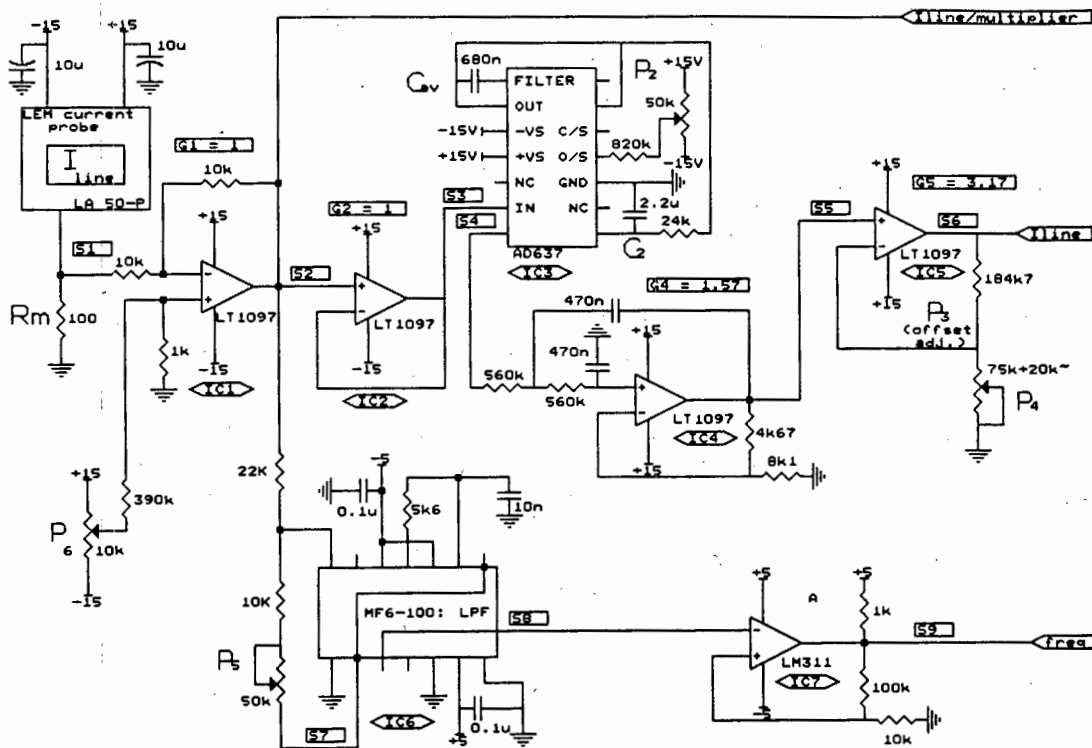 -15
+15
Iline/multiplier
10u
10u
LEM current
probe
I
line
LA 50-P
G1 = 1
10k
S1
10k
Rm
100
1k
+15
LT1097
-15
IC1
S2
G2 = 1
+15
LT1097
-15
IC2
Cav
680n
FILTER
OUT
-VS
+VS
NC
IN
C/S
O/S
GND
NC
-15V
+15V
AD637
IC3
S3
S4
P2
+15V
50k
820k
-15V
2.2u
C2
24k
G4 = 1.57
470n
470n
560k
560k
+15
LT1097
IC4
+15
4k67
8k1
S5
+15
G5 = 3.17
S6
Iline
LT1097
IC5
+15
184k7
P3
(offset
adj.)
75k+20k~
P4
+15
P6
10k
-15
390k
22K
10K
P5
50k
S7
-5
0.1u
5k6
10n
MF6-100: LPF
IC6
+5
0.1u
S8
A
+5
1k
LM311
IC7
-5
S9
freq
100k
10k